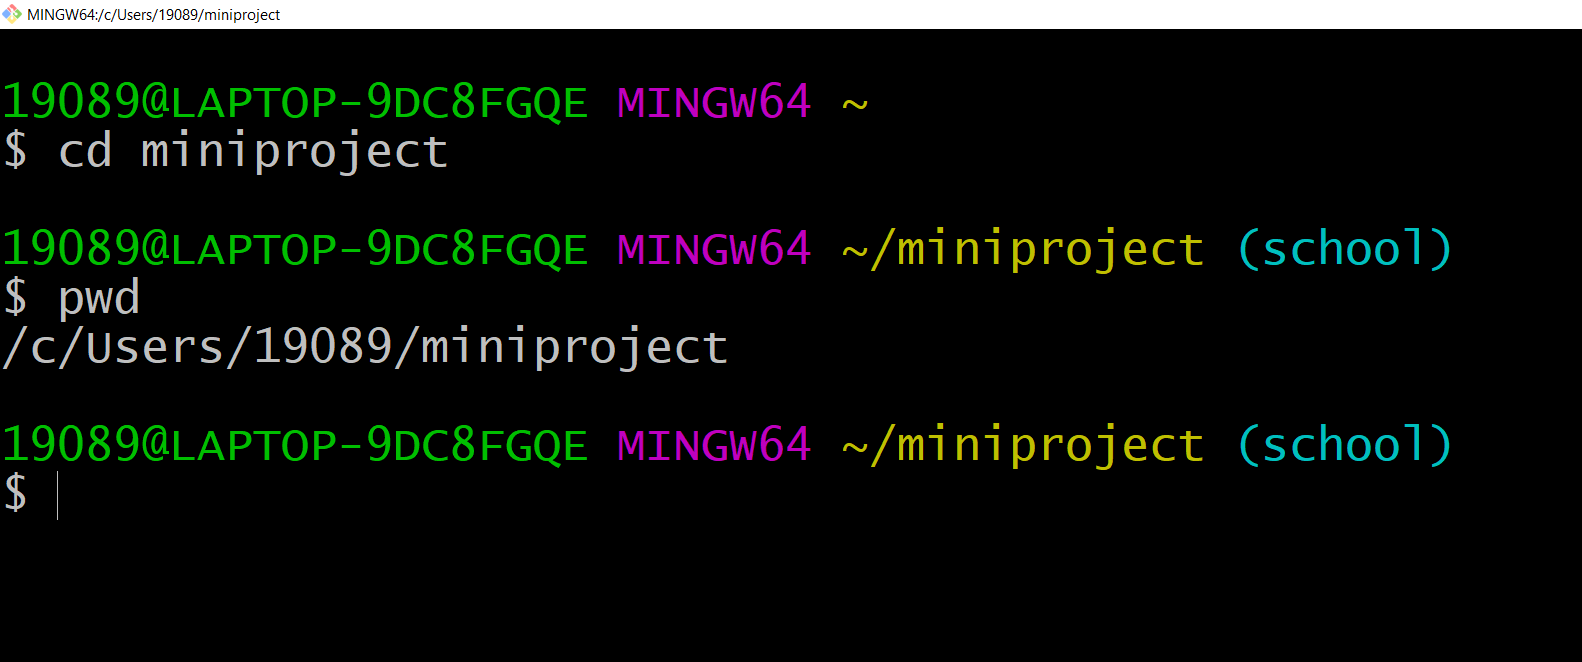 MINGW64:/c/Users/19089/miniproject
19089@LAPTOP-9DC8FGQE MINGW64 ~
$ cd miniproject
19089@LAPTOP-9DC8FGQE MINGW64 ~/miniproject (school)
$ pwd
/c/Users/19089/miniproject
19089@LAPTOP-9DC8FGQE MINGW64 ~/miniproject (school)
$